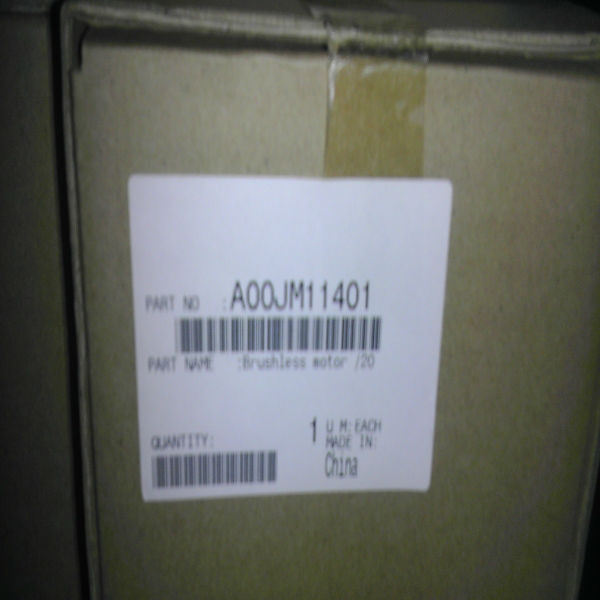 PART NO :A00JM11401
PART NAME :Brushless motor /20
QUANTITY: 1 U M: EACH
MADE IN:
China